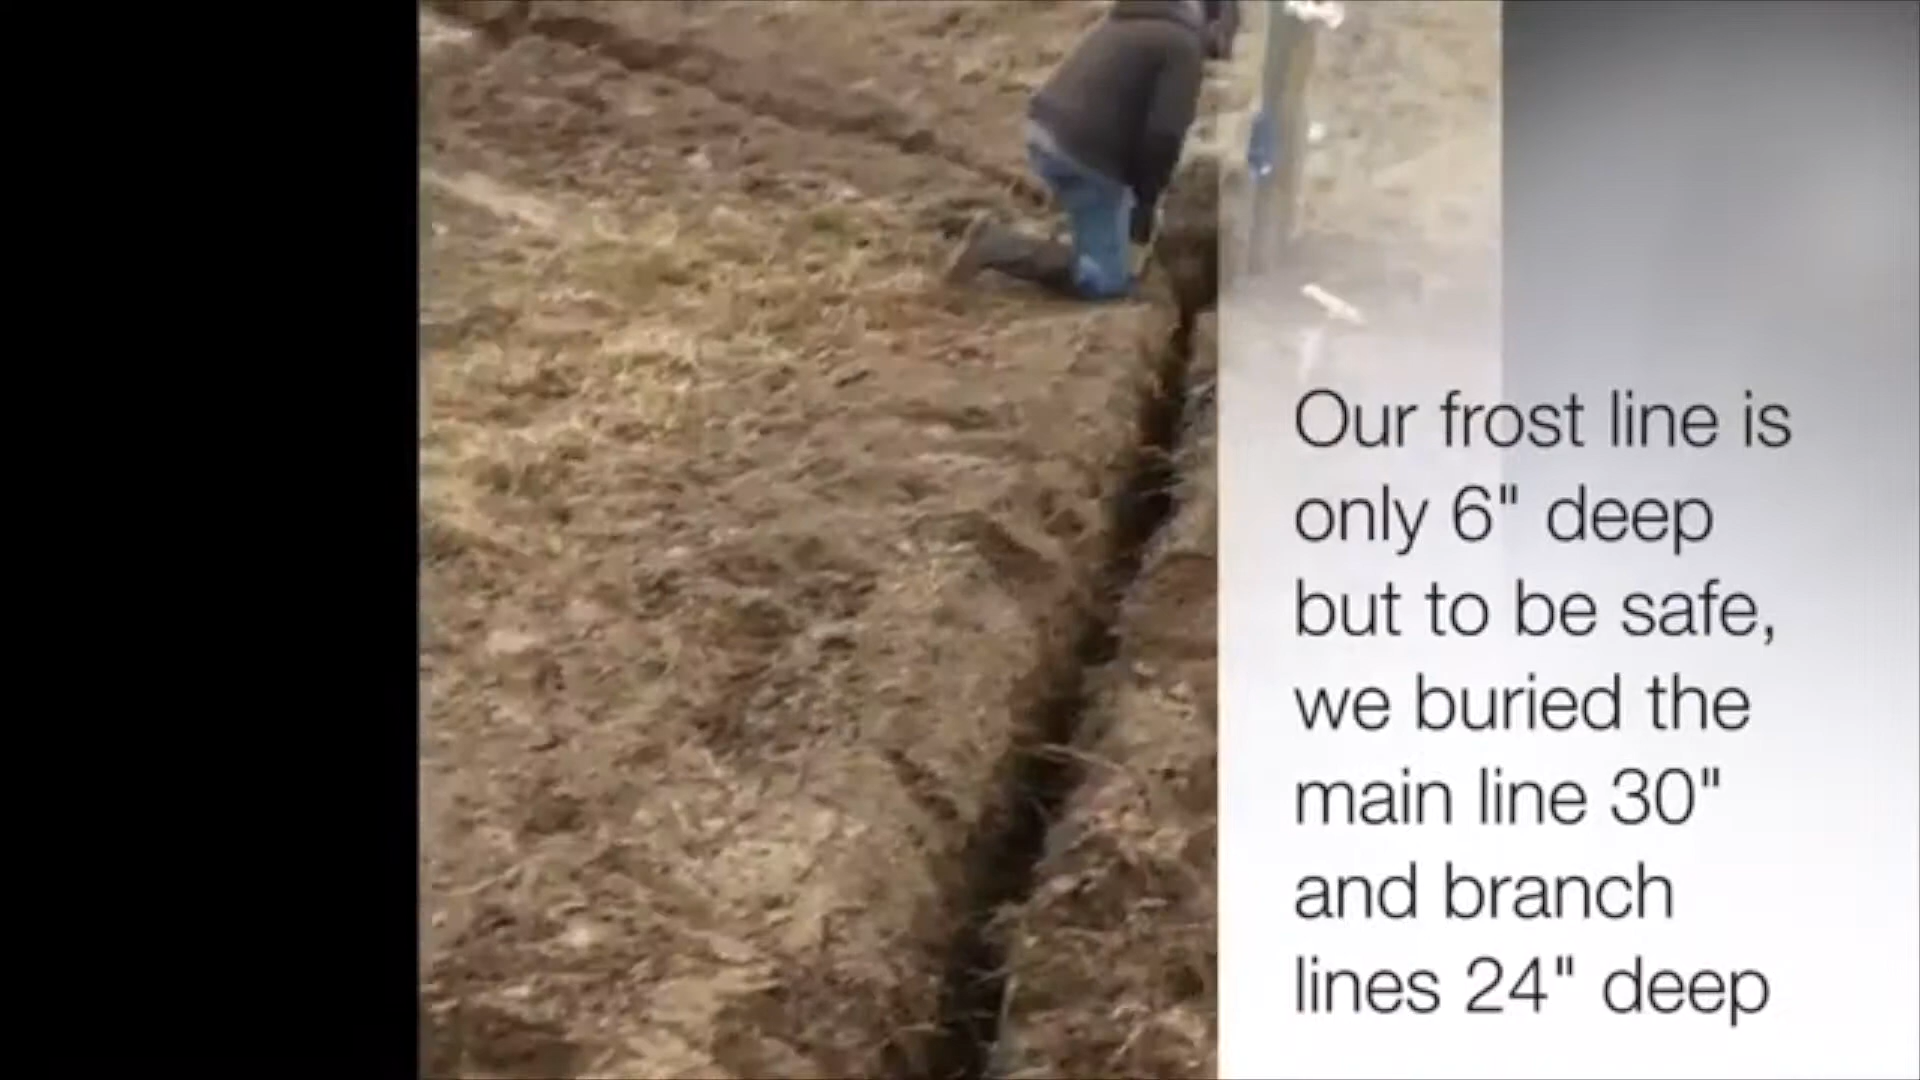 Our frost line is
only 6" deep
but to be safe,
we buried the
main line 30"
and branch
lines 24" deep